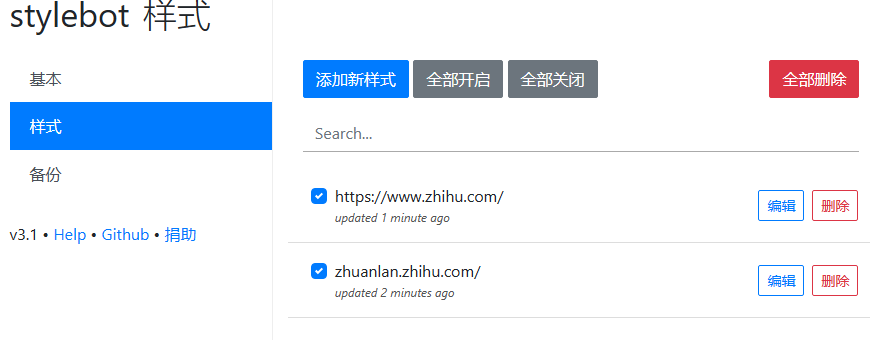 stylebot 样式
基本
样式
备份
v3.1 • Help • Github • 捐助
添加新样式 全部开启 全部关闭 全部删除
Search...
https://www.zhihu.com/ 编辑 删除
updated 1 minute ago
zhuanlan.zhihu.com/ 编辑 删除
updated 2 minutes ago